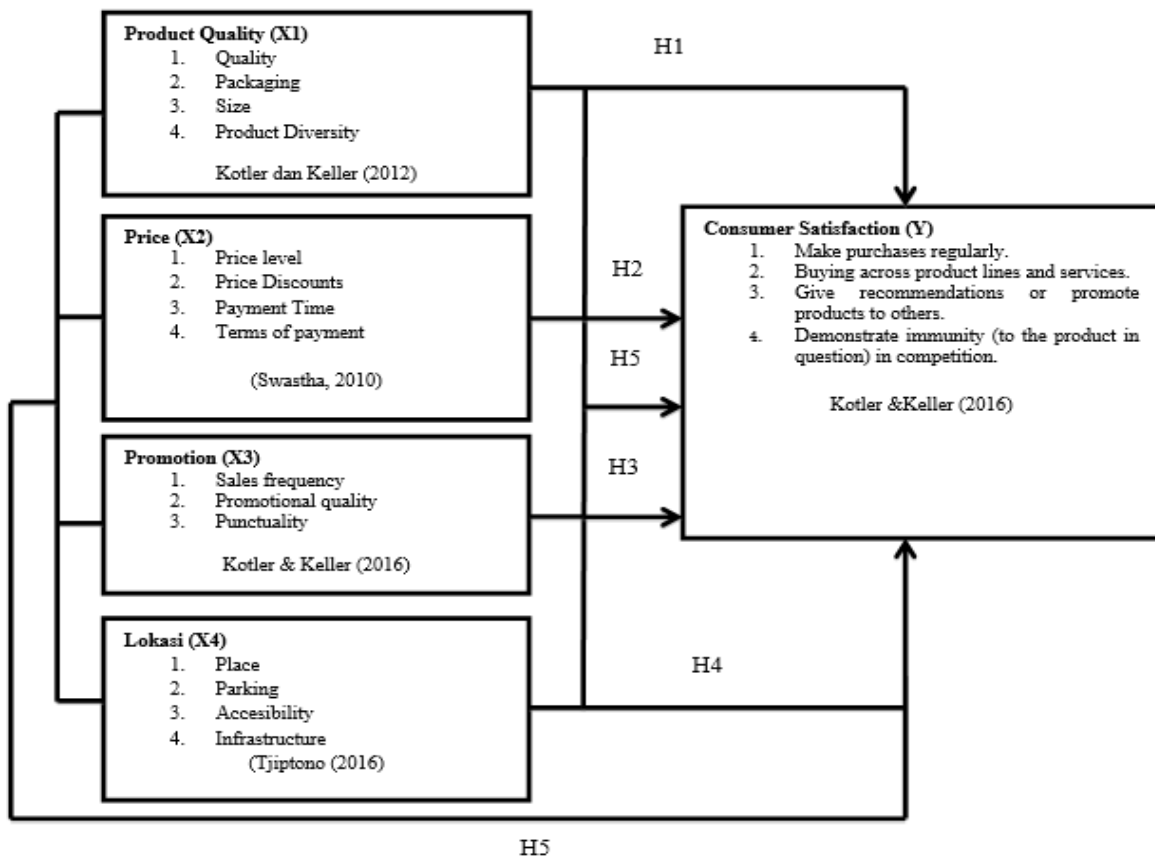 Product Quality (X1)
1. Quality
2. Packaging
3. Size
4. Product Diversity
Kotler dan Keller (2012)
Price (X2)
1. Price level
2. Price Discounts
3. Payment Time
4. Terms of payment
(Swastha, 2010)
Promotion (X3)
1. Sales frequency
2. Promotional quality
3. Punctuality
Kotler & Keller (2016)
Lokasi (X4)
1. Place
2. Parking
3. Accesibility
4. Infrastructure
(Tjiptono (2016)
H1
H2
H5
H3
H4
H5
Consumer Satisfaction (Y)
1. Make purchases regularly.
2. Buying across product lines and services.
3. Give recommendations or promote
products to others.
4. Demonstrate immunity (to the product in
question) in competition.
Kotler &Keller (2016)